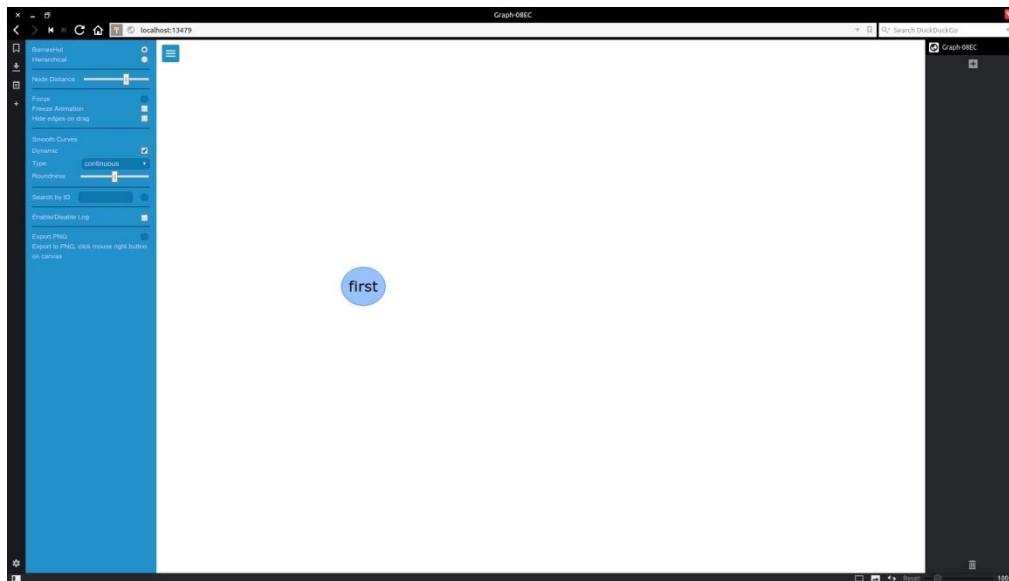 Graph-08EC
localhost:13479
Search DuckDuckGo
Graph-08EC
BarnesHut
Hierarchical
Node Distance
Focus
Freeze Animation
Hide edges on drag
Smooth Curves
Dynamic
Type continuous
Roundness
Search by ID
Enable/Disable Log
Export PNG
Export to PNG, click mouse right button
on canvas
first
Reset
100